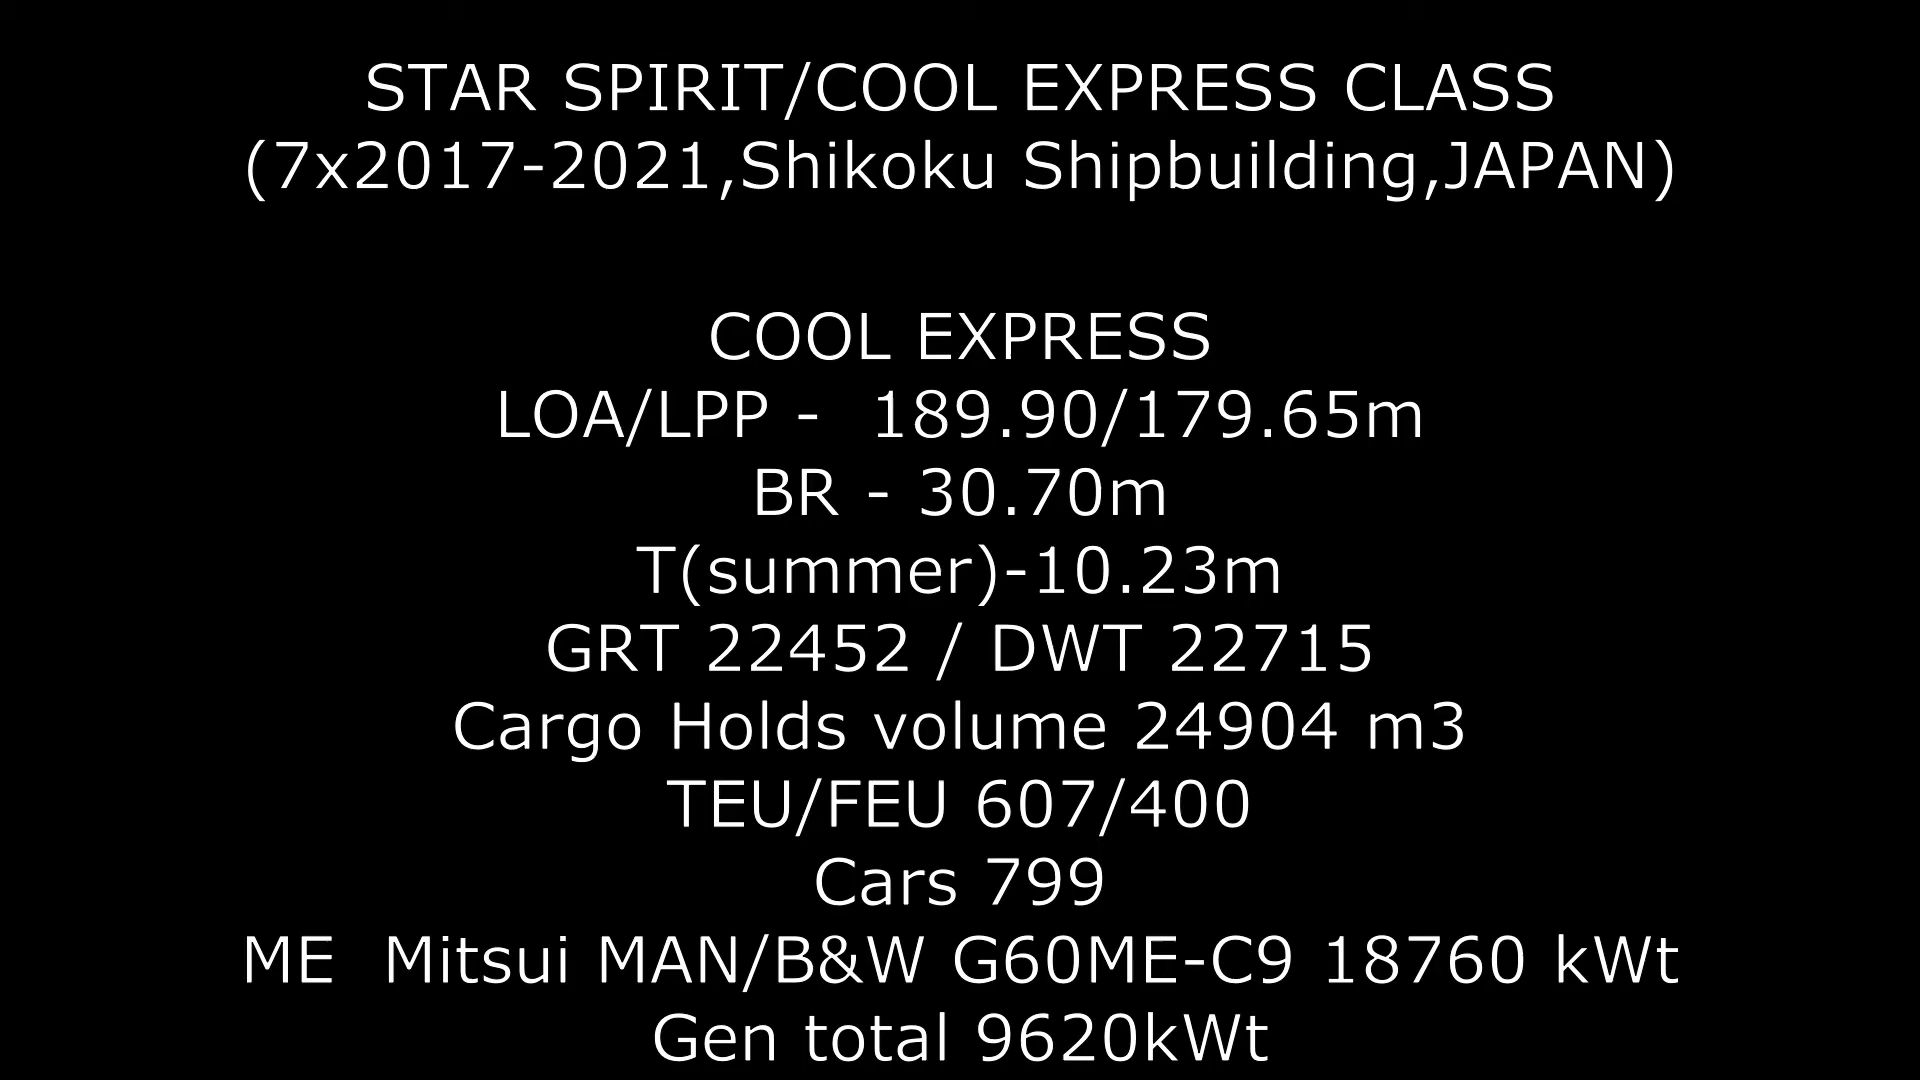 STAR SPIRIT/COOL EXPRESS CLASS
(7x2017-2021,Shikoku Shipbuilding,JAPAN)
COOL EXPRESS
LOA/LPP -  189.90/179.65m
BR - 30.70m
T(summer)-10.23m
GRT 22452 / DWT 22715
Cargo Holds volume 24904 m3
TEU/FEU 607/400
Cars 799
ME  Mitsui MAN/B&W G60ME-C9 18760 kWt
Gen total 9620kWt